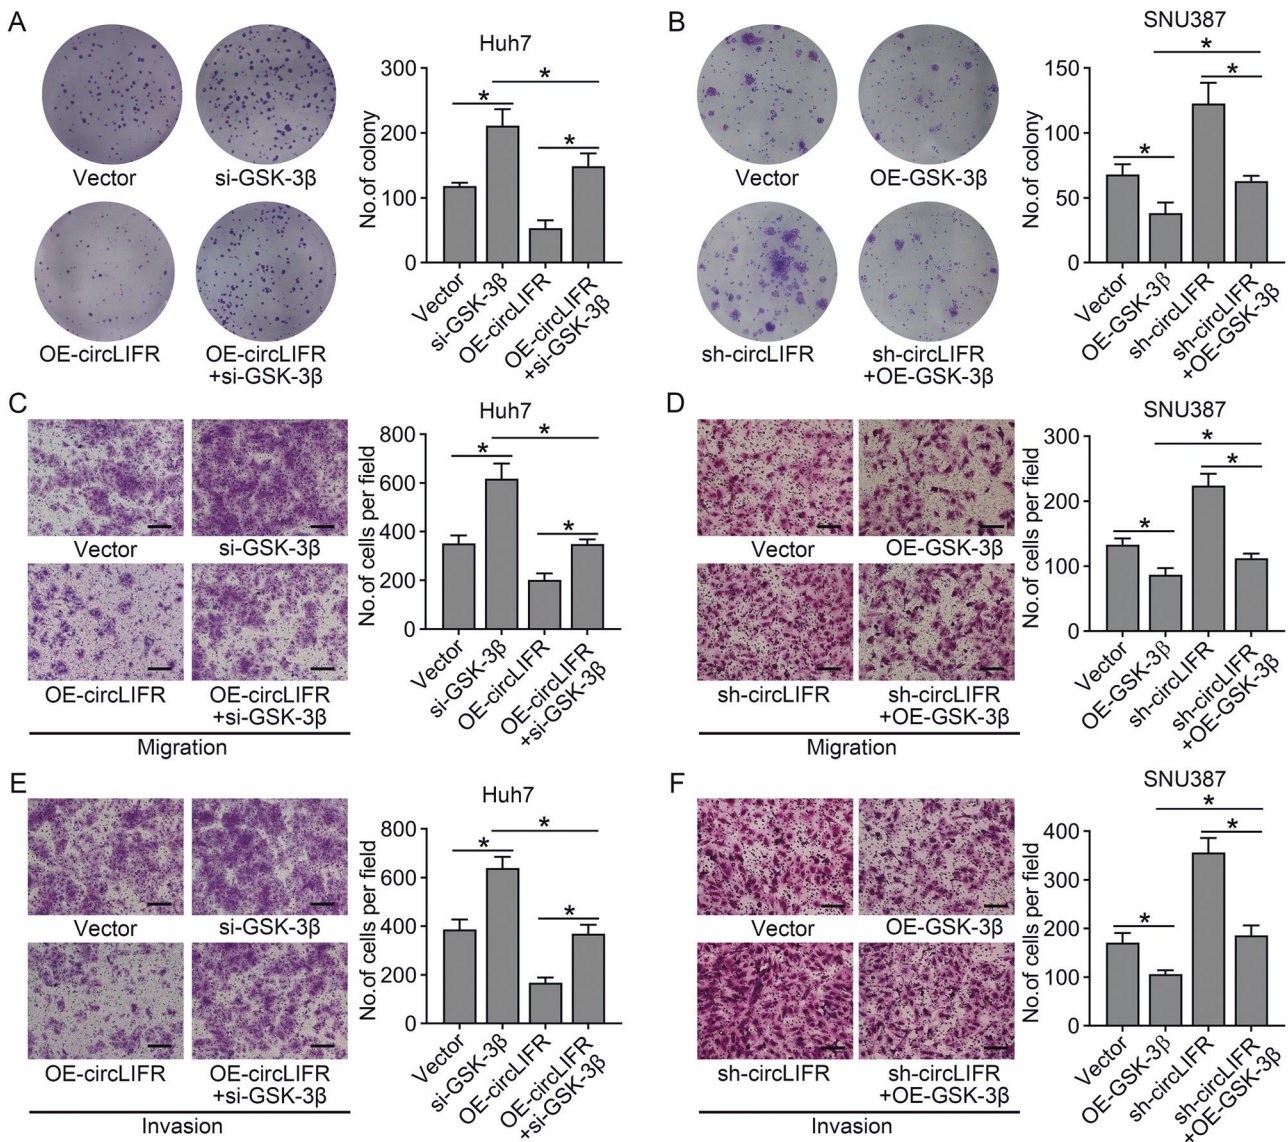 A
Vector
si-GSK-3β
OE-circLIFR
OE-circLIFR
+si-GSK-3β
Huh7
No.of colony
300
200
100
0
*
*
*
Vector
si-GSK-3β
OE-circLIFR
OE-circLIFR
+si-GSK-3β
B
Vector
OE-GSK-3β
sh-circLIFR
sh-circLIFR
+OE-GSK-3β
SNU387
No.of colony
150
100
50
0
*
*
*
Vector
OE-GSK-3β
sh-circLIFR
sh-circLIFR
+OE-GSK-3β
C
Vector
si-GSK-3β
OE-circLIFR
OE-circLIFR
+si-GSK-3β
Migration
Huh7
No.of cells per field
800
600
400
200
0
*
*
*
Vector
si-GSK-3β
OE-circLIFR
OE-circLIFR
+si-GSK-3β
D
Vector
OE-GSK-3β
sh-circLIFR
sh-circLIFR
+OE-GSK-3β
Migration
SNU387
No.of cells per field
300
200
100
0
*
*
*
Vector
OE-GSK-3β
sh-circLIFR
sh-circLIFR
+OE-GSK-3β
E
Vector
si-GSK-3β
OE-circLIFR
OE-circLIFR
+si-GSK-3β
Invasion
Huh7
No.of cells per field
800
600
400
200
0
*
*
*
Vector
si-GSK-3β
OE-circLIFR
OE-circLIFR
+si-GSK-3β
F
Vector
OE-GSK-3β
sh-circLIFR
sh-circLIFR
+OE-GSK-3β
Invasion
SNU387
No.of cells per field
400
300
200
100
0
*
*
*
Vector
OE-GSK-3β
sh-circLIFR
sh-circLIFR
+OE-GSK-3β